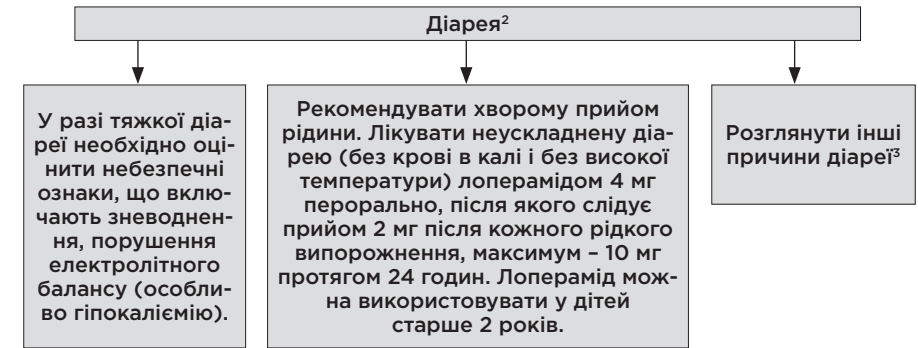 Діарея²
У разі тяжкої діа-
реї необхідно оці-
нити небезпечні
ознаки, що вклю-
чають зневоднен-
ня, порушення
електролітного
балансу (особли-
во гіпокаліємію).
Рекомендувати хворому прийом
рідини. Лікувати неускладнену діа-
рею (без крові в калі і без високої
температури) лоперамідом 4 мг
перорально, після якого слідує
прийом 2 мг після кожного рідкого
випорожнення, максимум – 10 мг
протягом 24 годин. Лоперамід мож-
на використовувати у дітей
старше 2 років.
Розглянути інші
причини діареї³